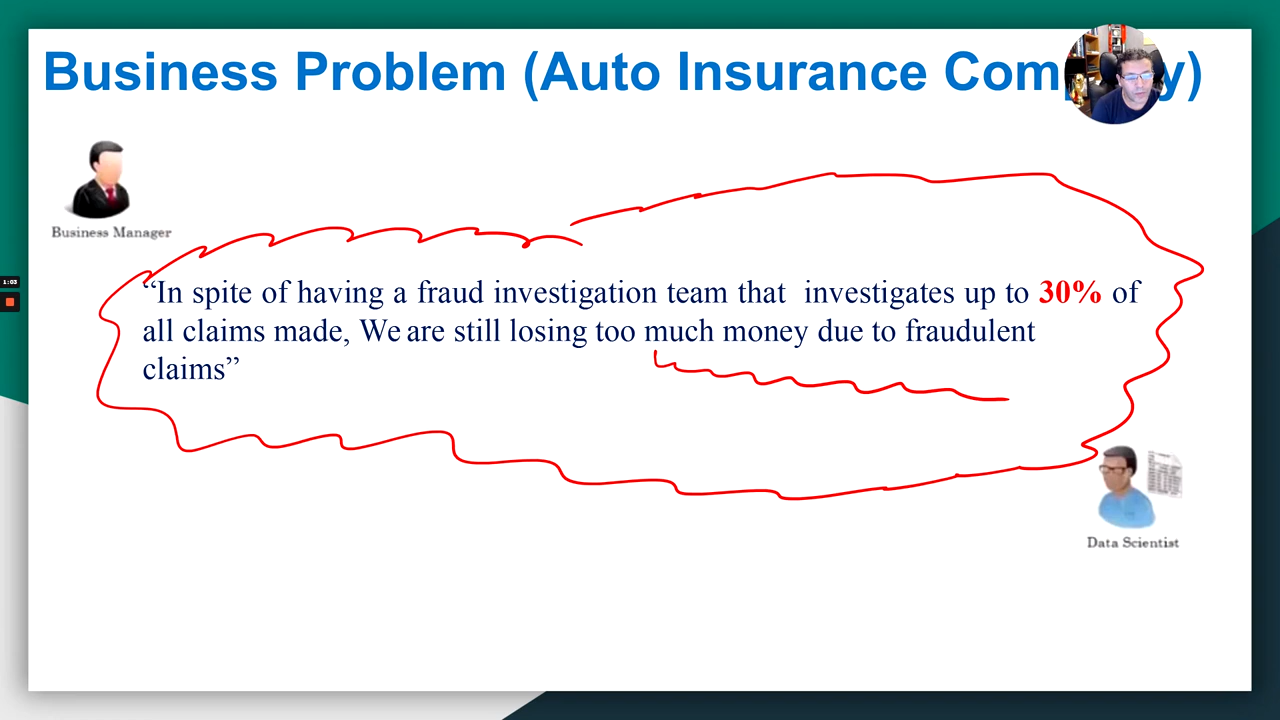 Business Problem (Auto Insurance Com y)
Business Manager
“In spite of having a fraud investigation team that investigates up to 30% of
all claims made, We are still losing too much money due to fraudulent
claims”
1:03
Data Scientist